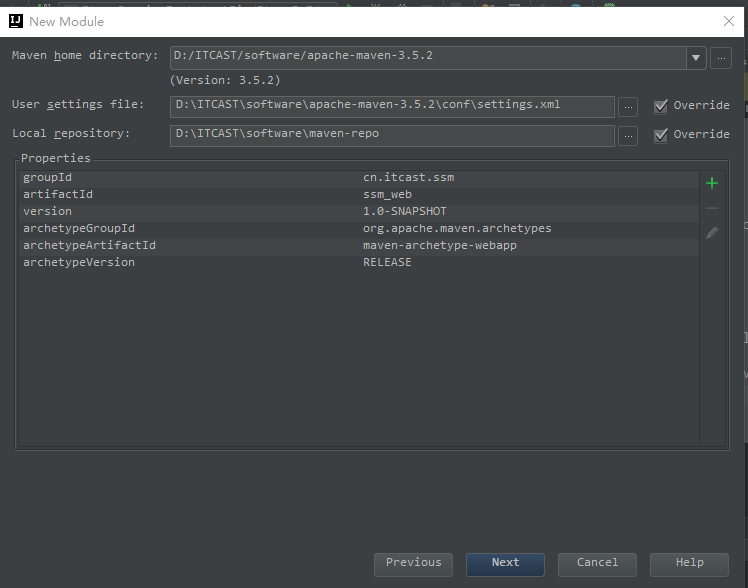 New Module
Maven home directory: D:/ITCAST/software/apache-maven-3.5.2 ...
(Version: 3.5.2)
User settings file: D:\ITCAST\software\apache-maven-3.5.2\conf\settings.xml ... Override
Local repository: D:\ITCAST\software\maven-repo ... Override
Properties
groupId cn.itcast.ssm
artifactId ssm_web
version 1.0-SNAPSHOT
archetypeGroupId org.apache.maven.archetypes
archetypeArtifactId maven-archetype-webapp
archetypeVersion RELEASE
Previous Next Cancel Help